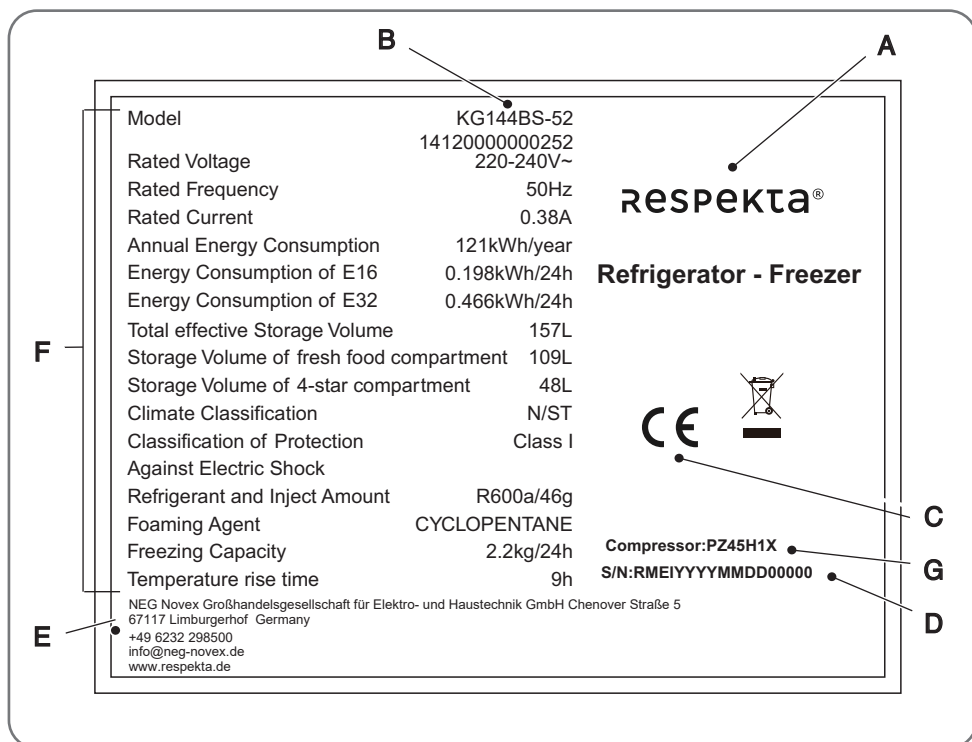 B
A
Model KG144BS-52
14120000000252
Rated Voltage 220-240V~
Rated Frequency 50Hz
Rated Current 0.38A
Annual Energy Consumption 121kWh/year
Energy Consumption of E16 0.198kWh/24h
Energy Consumption of E32 0.466kWh/24h
Total effective Storage Volume 157L
Storage Volume of fresh food compartment 109L
Storage Volume of 4-star compartment 48L
Climate Classification N/ST
Classification of Protection Class I
Against Electric Shock
Refrigerant and Inject Amount R600a/46g
Foaming Agent CYCLOPENTANE
Freezing Capacity 2.2kg/24h
Temperature rise time 9h
F
respekta®
Refrigerator - Freezer
CE
C
Compressor:PZ45H1X
G
S/N:RMEIYYYYMMDD00000
D
E
NEG Novex Großhandelsgesellschaft für Elektro- und Haustechnik GmbH Chenover Straße 5
67117 Limburgerhof Germany
+49 6232 298500
info@neg-novex.de
www.respekta.de